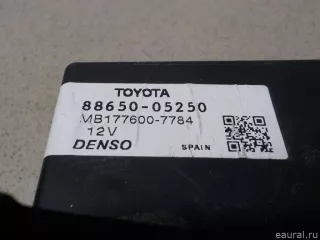 TOYOTA
88650-05250
MB177600-7784
12V
DENSO SPAIN
eaural.ru